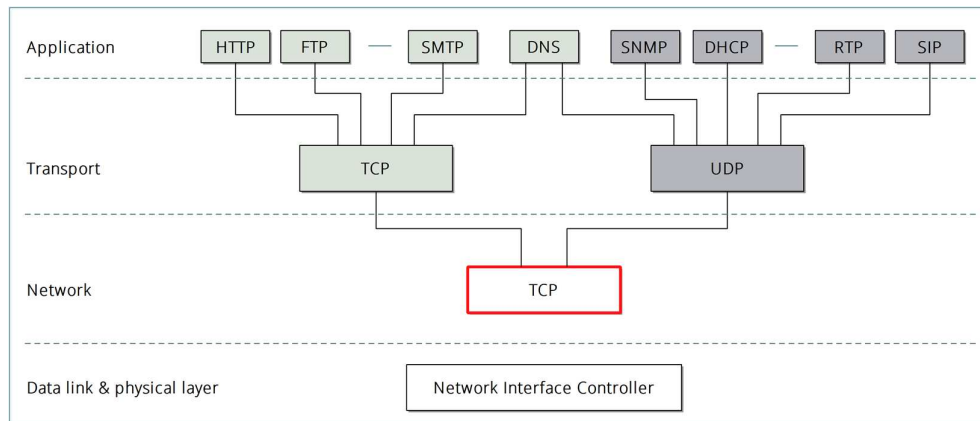 Application
HTTP FTP SMTP DNS SNMP DHCP RTP SIP
Transport
TCP UDP
Network
TCP
Data link & physical layer
Network Interface Controller